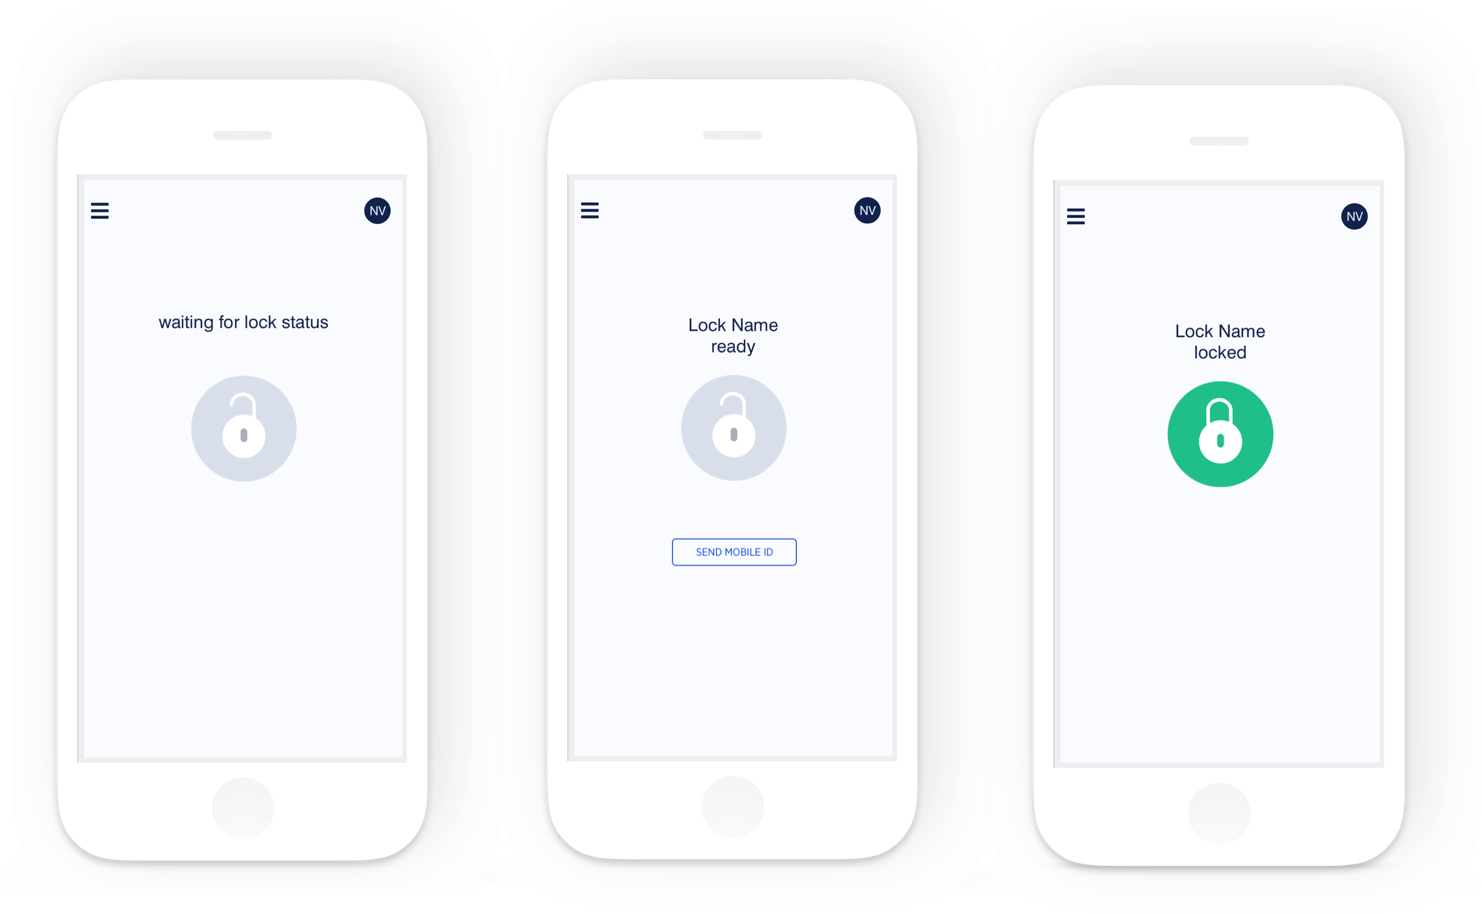 NV
waiting for lock status
NV
Lock Name
ready
SEND MOBILE ID
NV
Lock Name
locked